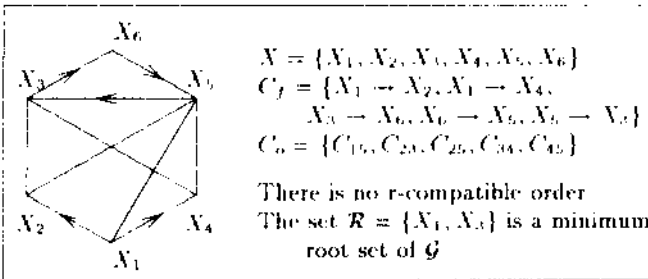 X₆
X₃
X₅
X₂
X₄
X₁
X = {X₁, X₂, X₃, X₄, X₅, X₆}
C_f = {X₁ → X₂, X₁ → X₄,
X₃ → X₆, X₆ → X₅, X₅ → X₃}
C_o = {C₁₅, C₂₃, C₂₅, C₃₄, C₄₅}
There is no r-compatible order
The set R = {X₁, X₃} is a minimum
root set of G